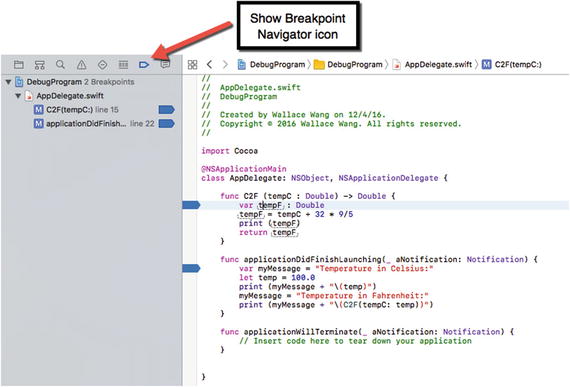 Show Breakpoint
Navigator icon
DebugProgram 2 Breakpoints
AppDelegate.swift
C2F(tempC:) line 15
applicationDidFinish... line 22
DebugProgram
DebugProgram
AppDelegate.swift
C2F(tempC:)
//
//  AppDelegate.swift
//  DebugProgram
//
//  Created by Wallace Wang on 12/4/16.
//  Copyright © 2016 Wallace Wang. All rights reserved.
//
import Cocoa
@NSApplicationMain
class AppDelegate: NSObject, NSApplicationDelegate {
func C2F (tempC : Double) -> Double {
var tempF : Double
tempF = tempC + 32 * 9/5
print (tempF)
return tempF
}
func applicationDidFinishLaunching(_ aNotification: Notification) {
var myMessage = "Temperature in Celsius:"
let temp = 100.0
print (myMessage + "\(temp)")
myMessage = "Temperature in Fahrenheit:"
print (myMessage + "\(C2F(tempC: temp))")
}
func applicationWillTerminate(_ aNotification: Notification) {
// Insert code here to tear down your application
}
}